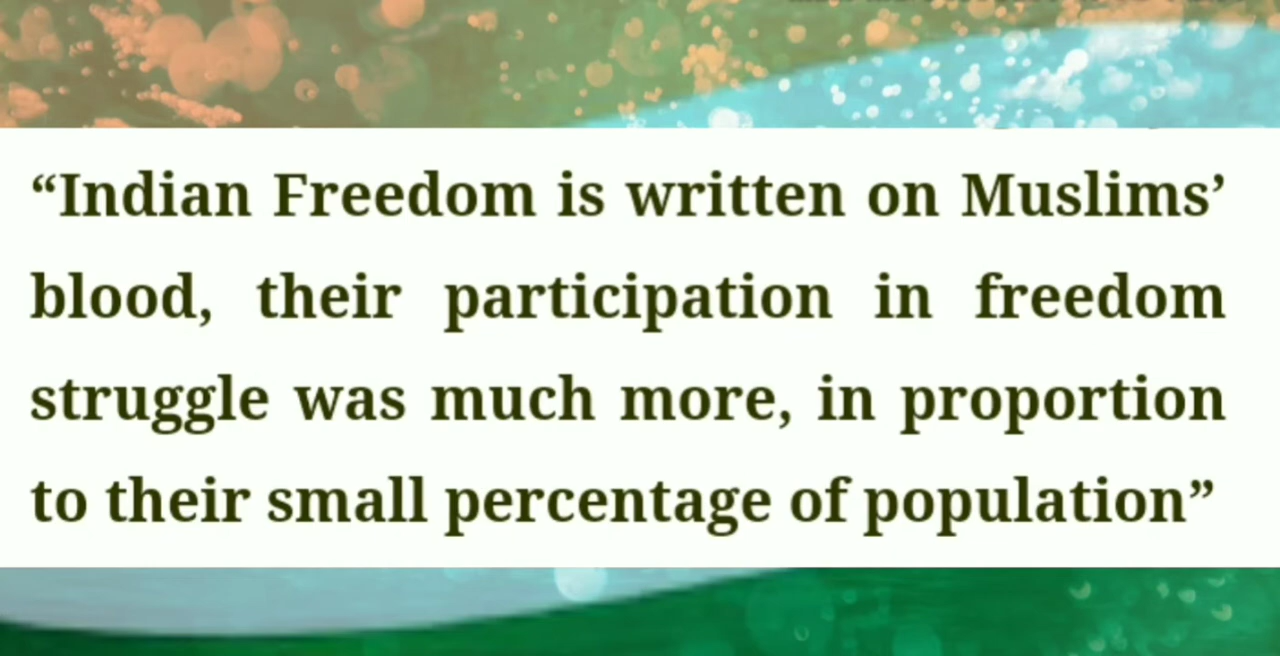 “Indian Freedom is written on Muslims’
blood, their participation in freedom
struggle was much more, in proportion
to their small percentage of population”